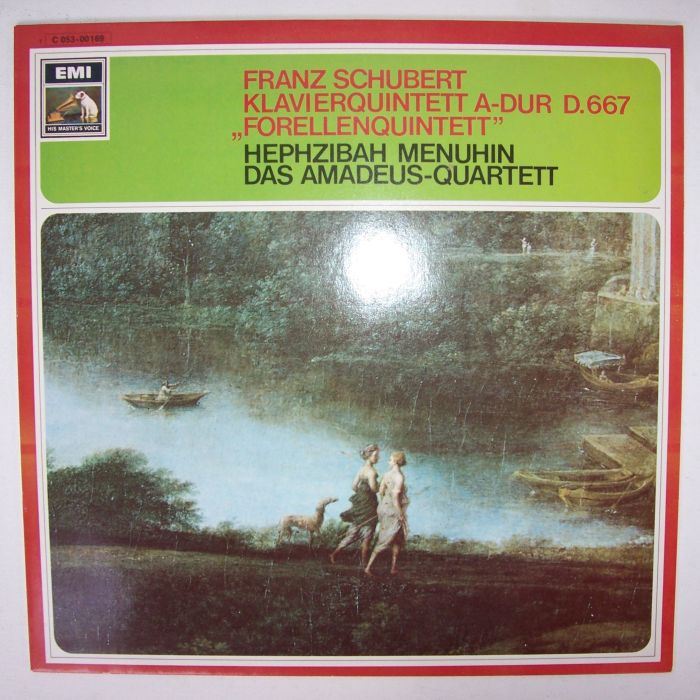 C 053-00169
EMI
HIS MASTER'S VOICE
FRANZ SCHUBERT
KLAVIERQUINTETT A-DUR D.667
„FORELLENQUINTETT”
HEPHZIBAH MENUHIN
DAS AMADEUS-QUARTETT